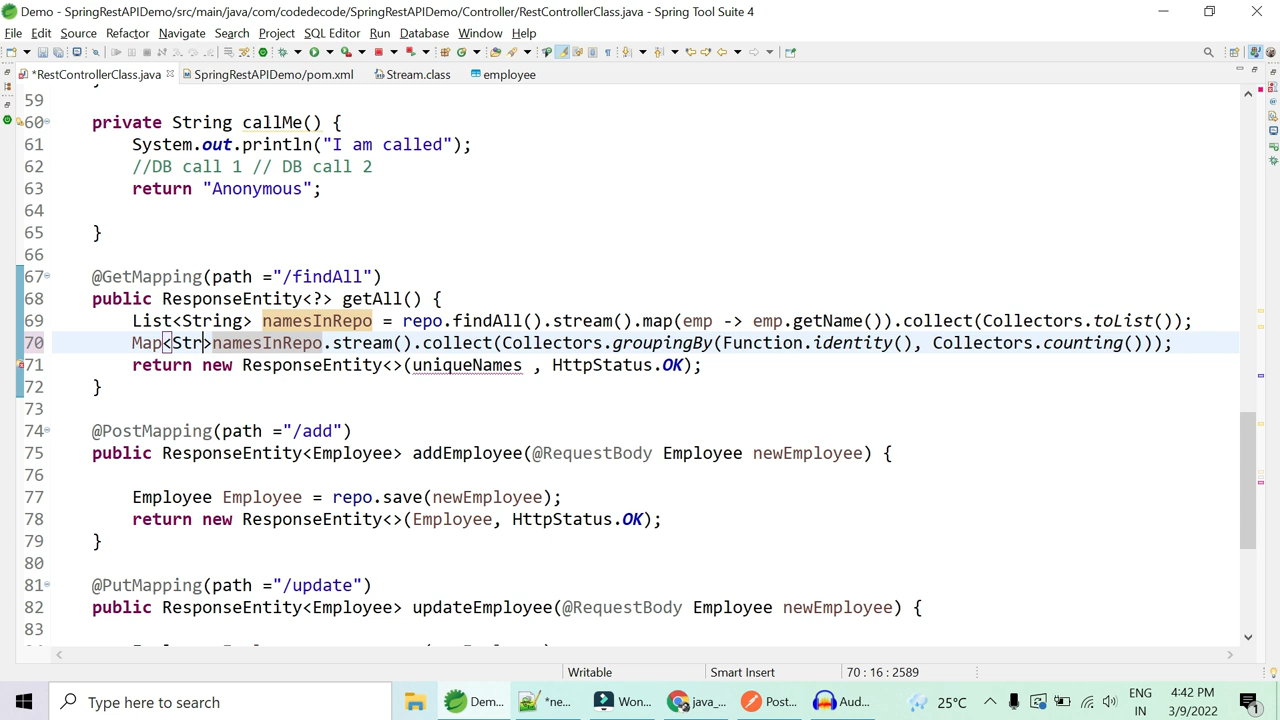 Demo - SpringRestAPIDemo/src/main/java/com/codedecode/SpringRestAPIDemo/Controller/RestControllerClass.java - Spring Tool Suite 4
File Edit Source Refactor Navigate Search Project SQL Editor Run Database Window Help
*RestControllerClass.java SpringRestAPIDemo/pom.xml Stream.class employee
59
60 private String callMe() {
61 System.out.println("I am called");
62 //DB call 1 // DB call 2
63 return "Anonymous";
64
65 }
66
67 @GetMapping(path ="/findAll")
68 public ResponseEntity<?> getAll() {
69 List<String> namesInRepo = repo.findAll().stream().map(emp -> emp.getName()).collect(Collectors.toList());
70 Map<Str>namesInRepo.stream().collect(Collectors.groupingBy(Function.identity(), Collectors.counting()));
71 return new ResponseEntity<>(uniqueNames , HttpStatus.OK);
72 }
73
74 @PostMapping(path ="/add")
75 public ResponseEntity<Employee> addEmployee(@RequestBody Employee newEmployee) {
76
77 Employee Employee = repo.save(newEmployee);
78 return new ResponseEntity<>(Employee, HttpStatus.OK);
79 }
80
81 @PutMapping(path ="/update")
82 public ResponseEntity<Employee> updateEmployee(@RequestBody Employee newEmployee) {
83
Writable Smart Insert 70 : 16 : 2589
Type here to search Dem... *ne... Won... java_... Post... Aud... 25°C ENG IN 4:42 PM 3/9/2022